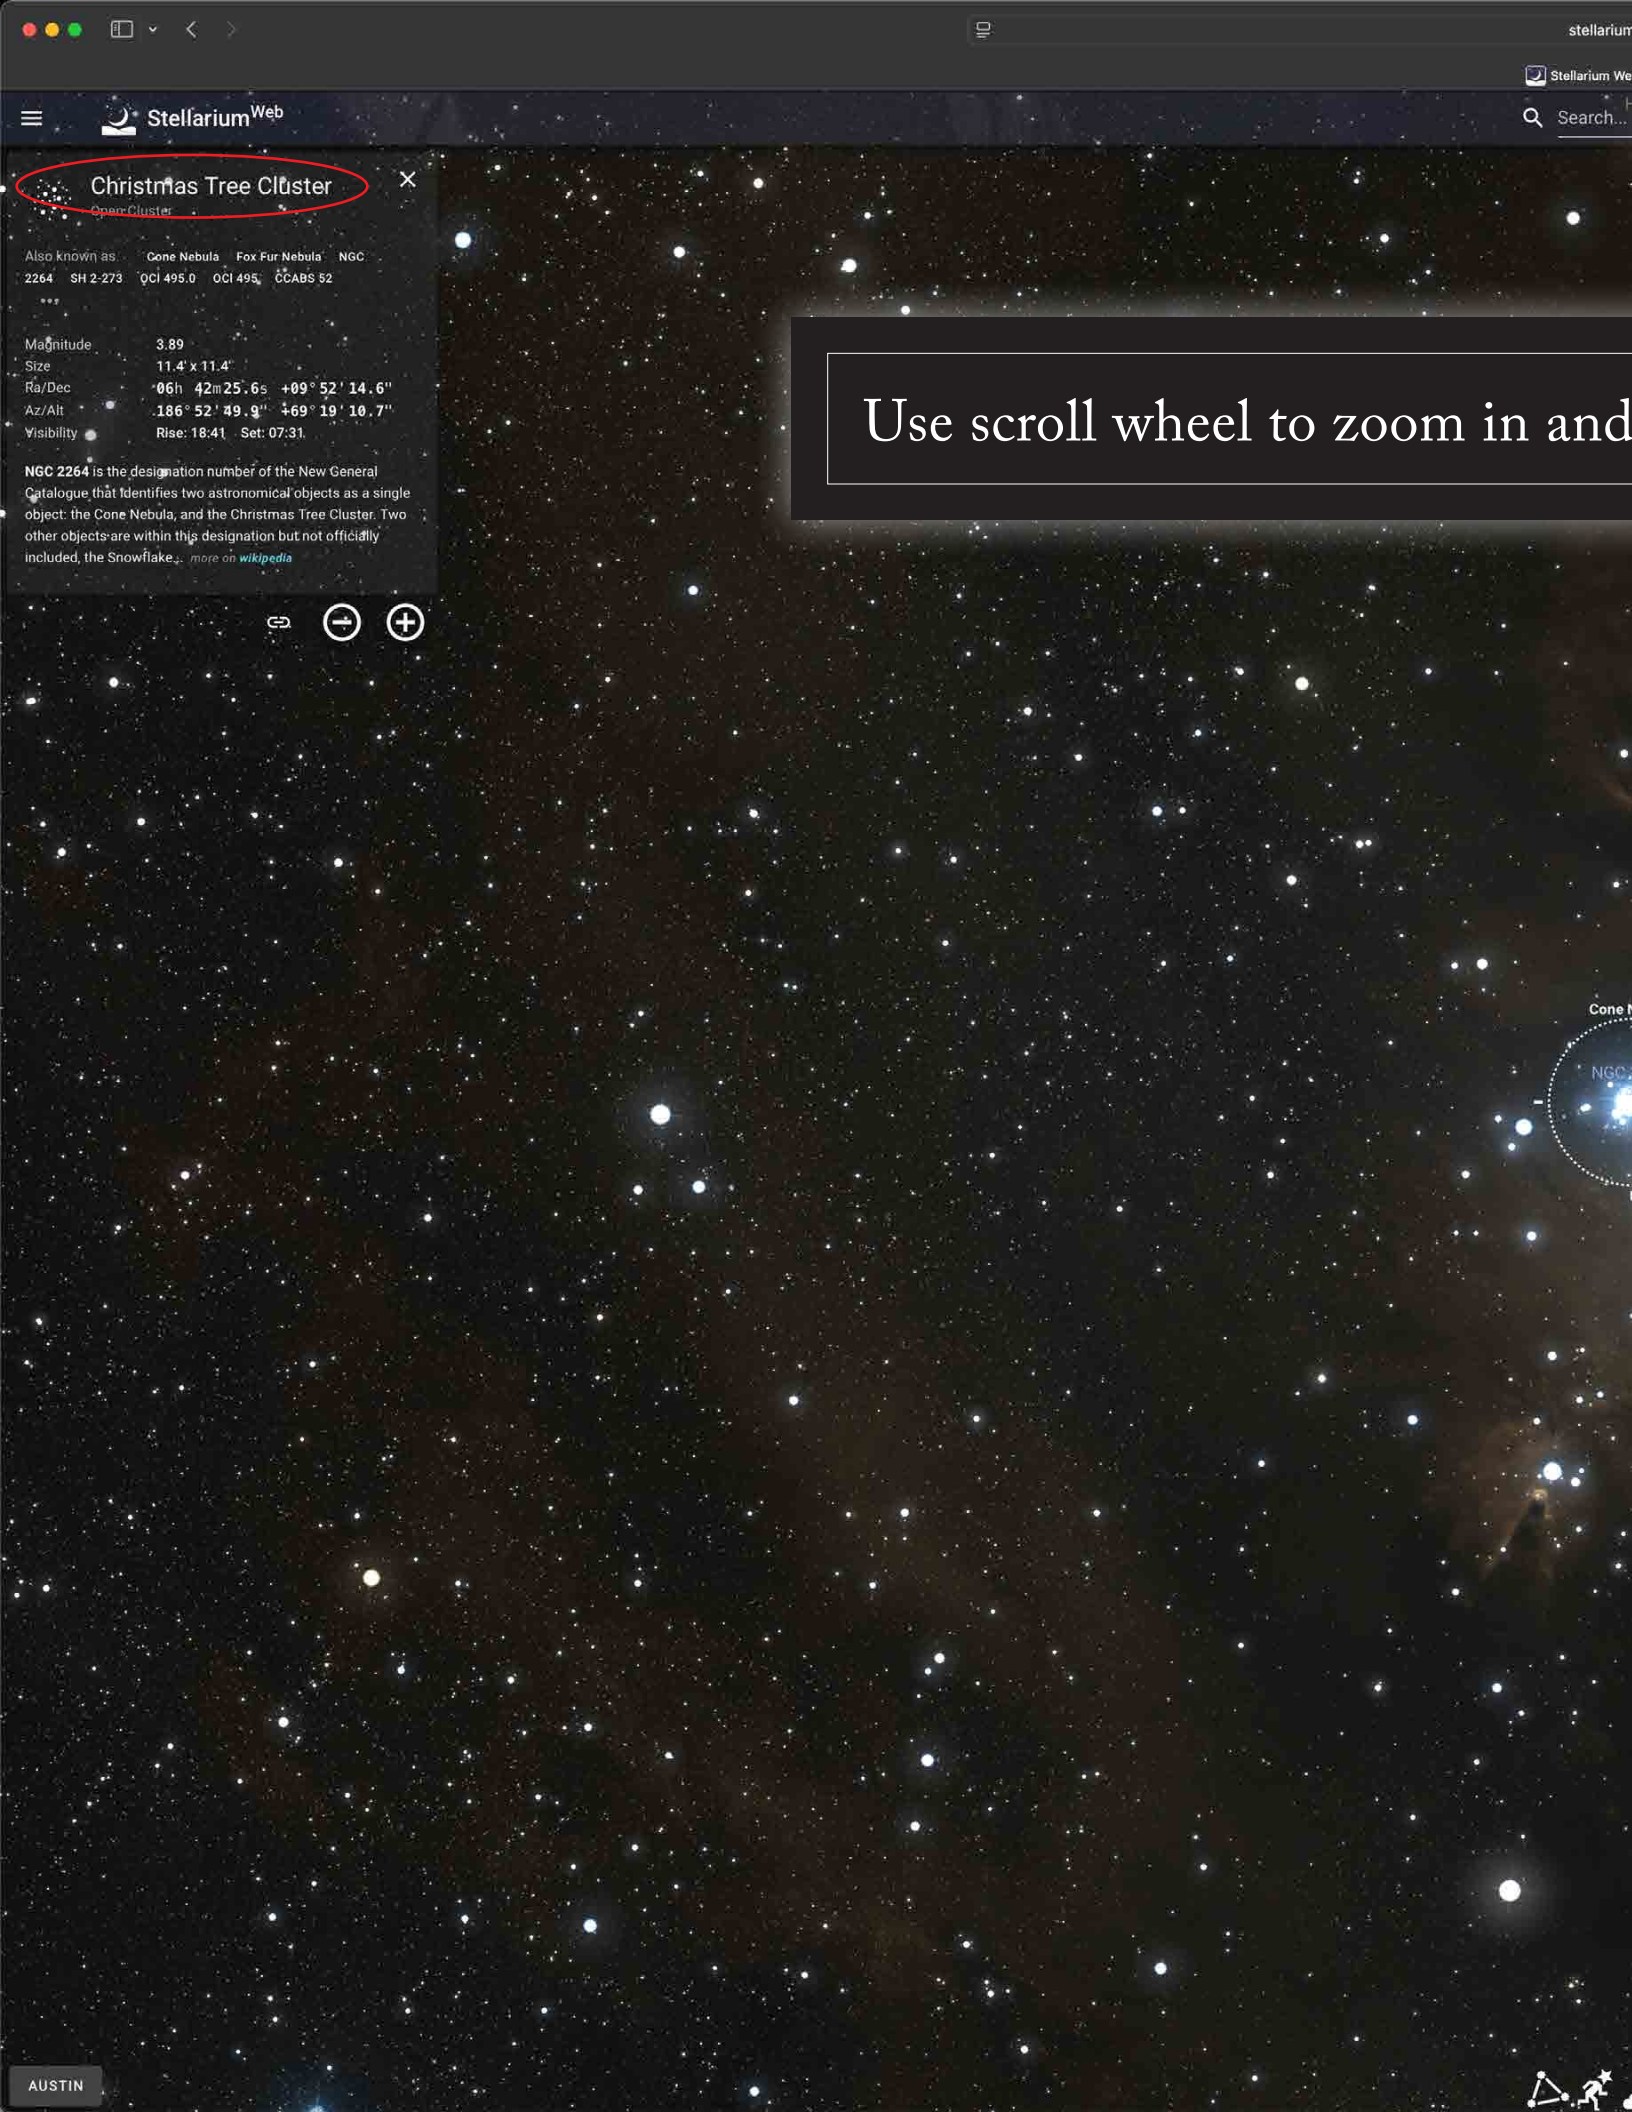 stellarium
Stellarium We
StellariumWeb
Search...
Christmas Tree Cluster
Open Cluster
Also known as Cone Nebula Fox Fur Nebula NGC
2264 SH 2-273 OCl 495.0 OCl 495 CCABS 52
...
Magnitude 3.89
Size 11.4' x 11.4'
Ra/Dec 06h 42m25.6s +09°52'14.6"
Az/Alt 186°52'49.9" +69°19'10.7"
Visibility Rise: 18:41 Set: 07:31
NGC 2264 is the designation number of the New General
Catalogue that identifies two astronomical objects as a single
object: the Cone Nebula, and the Christmas Tree Cluster. Two
other objects are within this designation but not officially
included, the Snowflake... more on wikipedia
Use scroll wheel to zoom in and
Cone N
NGC
AUSTIN